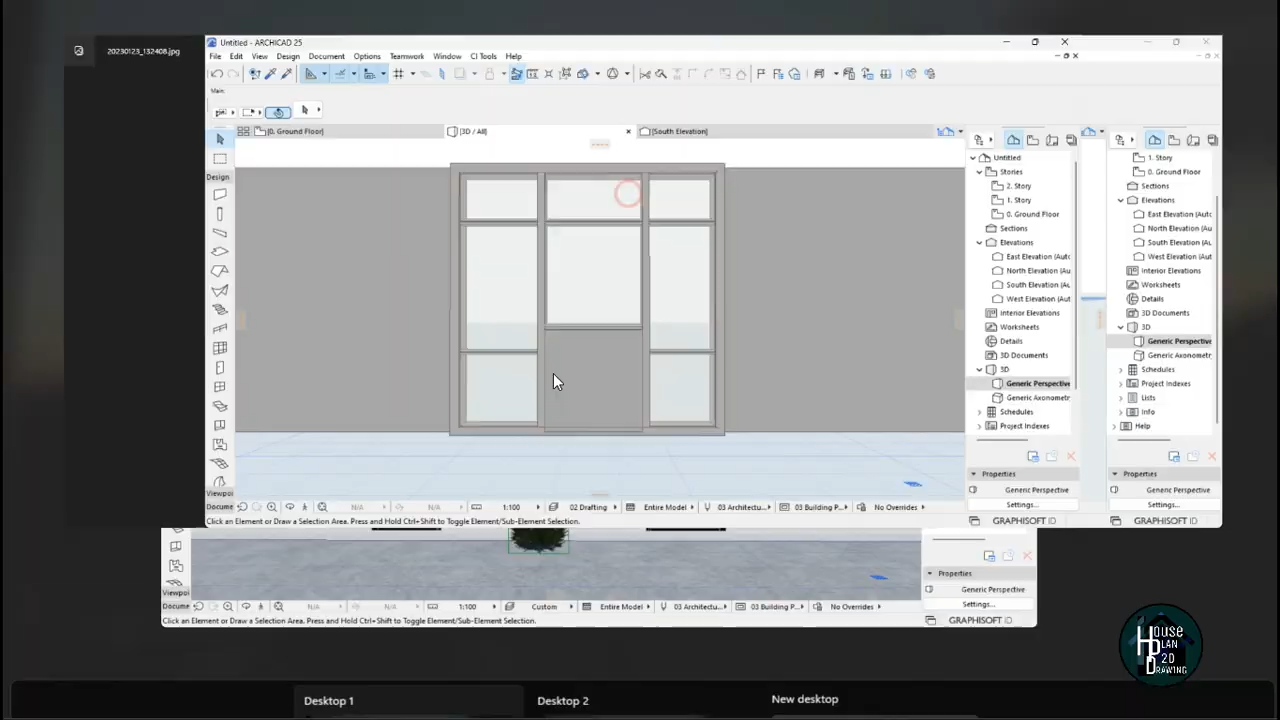 20230123_132408.jpg
Untitled - ARCHICAD 25
File Edit View Design Document Options Teamwork Window CI Tools Help
Main:
[0. Ground Floor]
[3D / All]
[South Elevation]
Design
Viewpoi
Docume
Untitled
Stories
2. Story
1. Story
0. Ground Floor
Sections
Elevations
East Elevation (Auto
North Elevation (Au
South Elevation (Au
West Elevation (Aut
Interior Elevations
Worksheets
Details
3D Documents
3D
Generic Perspective
Generic Axonometr
Schedules
Project Indexes
Properties
Generic Perspective
Settings...
GRAPHISOFT ID
1. Story
0. Ground Floor
Sections
Elevations
East Elevation (Aut
North Elevation (Au
South Elevation (Au
West Elevation (Aut
Interior Elevations
Worksheets
Details
3D Documents
3D
Generic Perspective
Generic Axonometr
Schedules
Project Indexes
Lists
Info
Help
Properties
Generic Perspective
Settings...
GRAPHISOFT ID
N/A N/A 1:100 02 Drafting Entire Model 03 Architectu... 03 Building P... No Overrides
Click an Element or Draw a Selection Area. Press and Hold Ctrl+Shift to Toggle Element/Sub-Element Selection.
Viewpoi
Docume
N/A N/A 1:100 Custom Entire Model 03 Architectu... 03 Building P... No Overrides
Click an Element or Draw a Selection Area. Press and Hold Ctrl+Shift to Toggle Element/Sub-Element Selection.
Properties
Generic Perspective
Settings...
GRAPHISOFT ID
House
PLAN
2D
DRAWING
Desktop 1
Desktop 2
New desktop